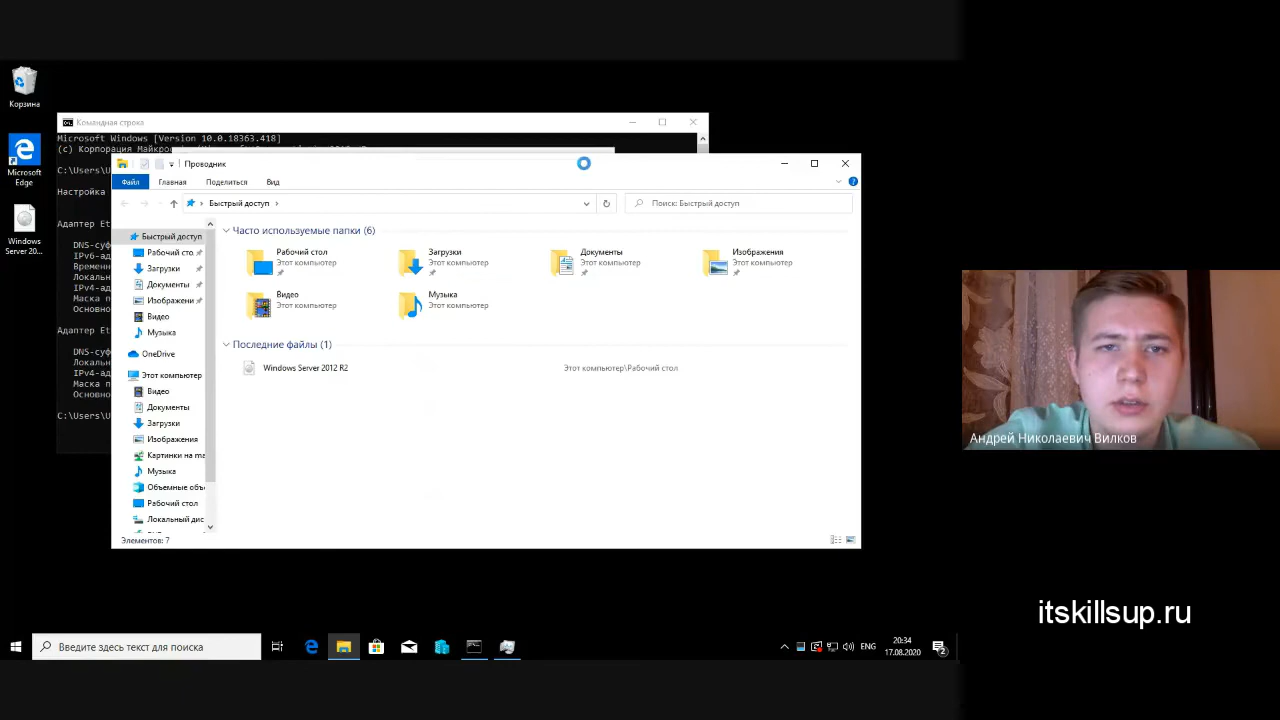 Корзина
Microsoft
Edge
Windows
Server 20...
Командная строка
Microsoft Windows [Version 10.0.18363.418]
(c) Корпорация
C:\Users\U
Настройка
Адаптер Et
DNS-суф
IPv6-ад
Времен
Локаль
IPv4-ад
Маска п
Основно
Адаптер Et
DNS-суф
Локаль
IPv4-ад
Маска п
Основно
C:\Users\U
Проводник
Файл
Главная
Поделиться
Вид
Быстрый доступ
Поиск: Быстрый доступ
Быстрый доступ
Рабочий сто
Загрузки
Документы
Изображени
Видео
Музыка
OneDrive
Этот компьютер
Видео
Документы
Загрузки
Изображения
Картинки на ma
Музыка
Объемные объ
Рабочий стол
Локальный дис
Часто используемые папки (6)
Рабочий стол
Этот компьютер
Загрузки
Этот компьютер
Документы
Этот компьютер
Изображения
Этот компьютер
Видео
Этот компьютер
Музыка
Этот компьютер
Последние файлы (1)
Windows Server 2012 R2
Этот компьютер\Рабочий стол
Элементов: 7
Андрей Николаевич Вилков
itskillsup.ru
Введите здесь текст для поиска
ENG
20:34
17.08.2020
2